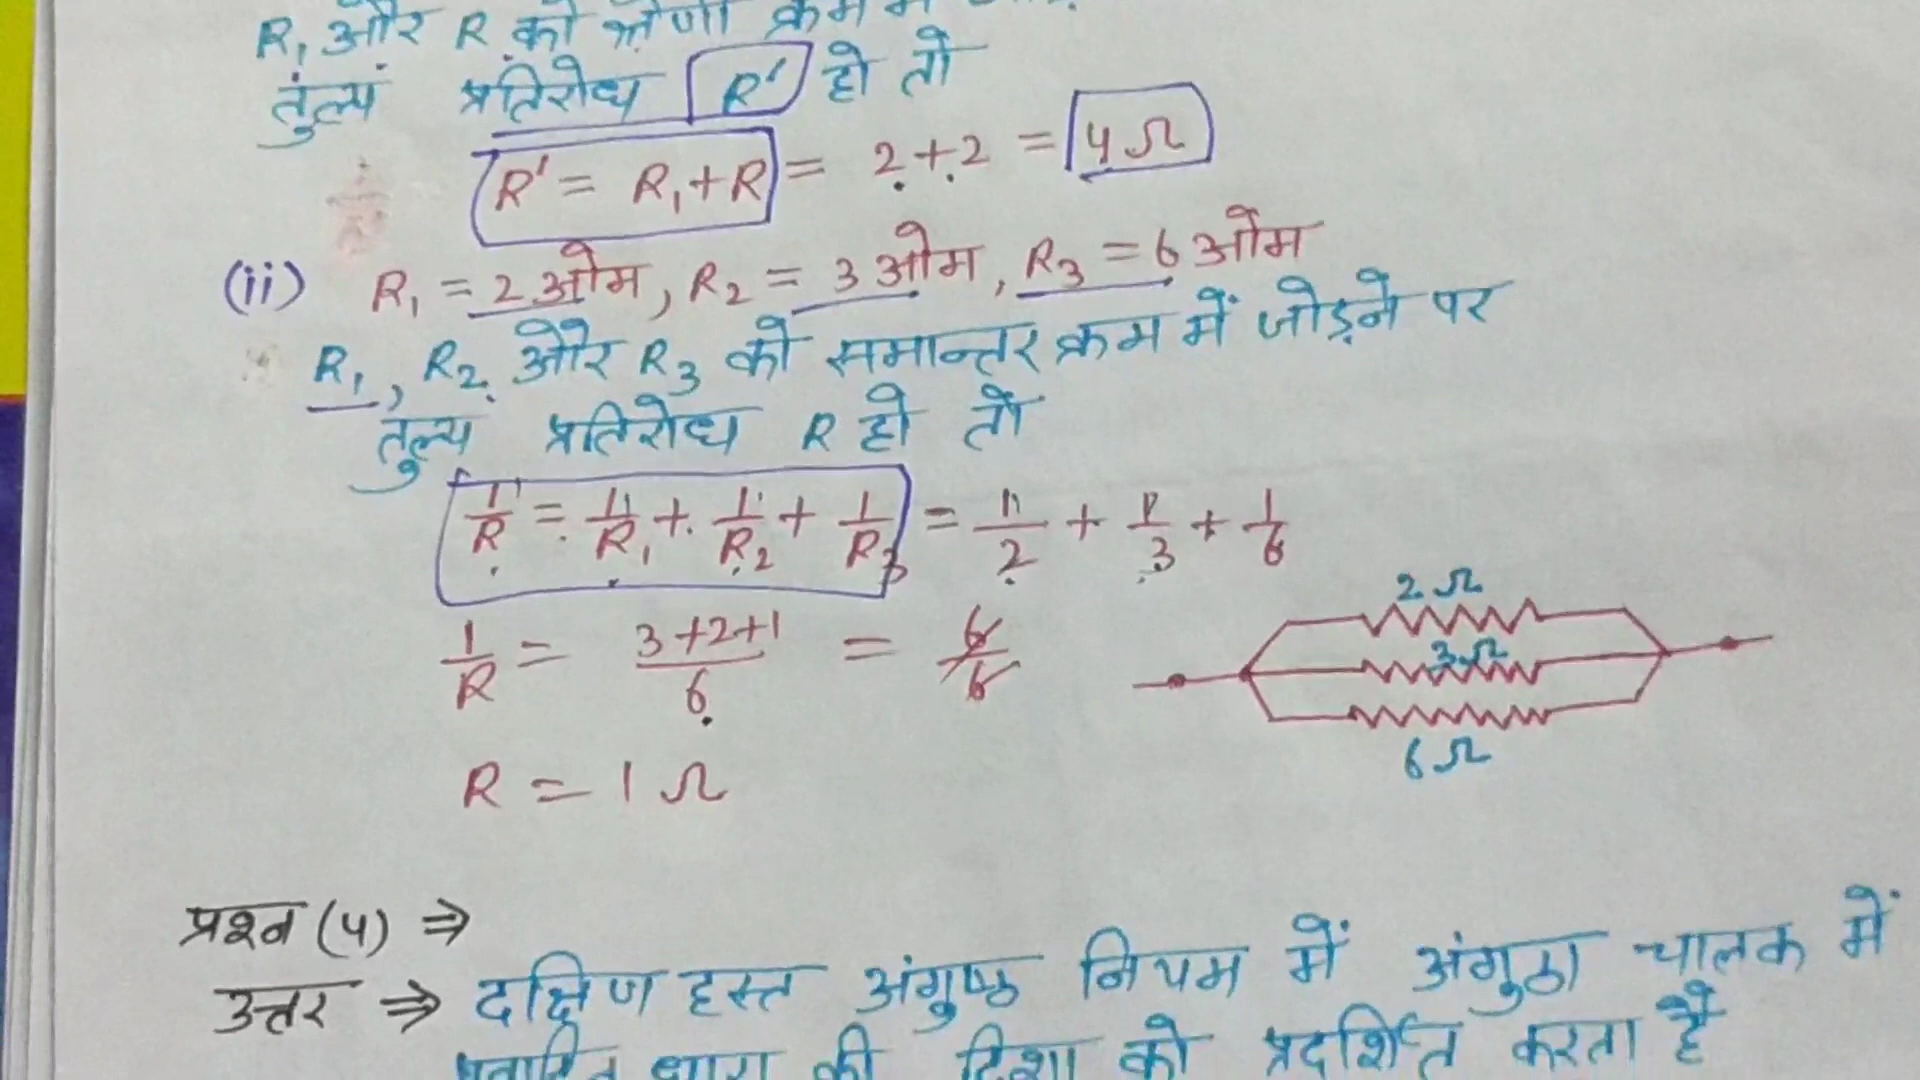 R₁ और R को श्रेणी क्रम में
तुल्य प्रतिरोध R' हो तो
R' = R₁+R = 2+2 = 4Ω
(ii) R₁ = 2 ओम, R₂ = 3 ओम, R₃ = 6 ओम
R₁, R₂ और R₃ को समान्तर क्रम में जोड़ने पर
तुल्य प्रतिरोध R हो तो
1/R = 1/R₁ + 1/R₂ + 1/R₃ = 1/2 + 1/3 + 1/6
2Ω
3Ω
6Ω
1/R = 3+2+1/6 = 6/6
R = 1Ω
प्रश्न (4) ⇒
उत्तर ⇒ दक्षिण हस्त अंगुष्ठ नियम में अंगुठा चालक में
धारा की दिशा को प्रदर्शित करता है